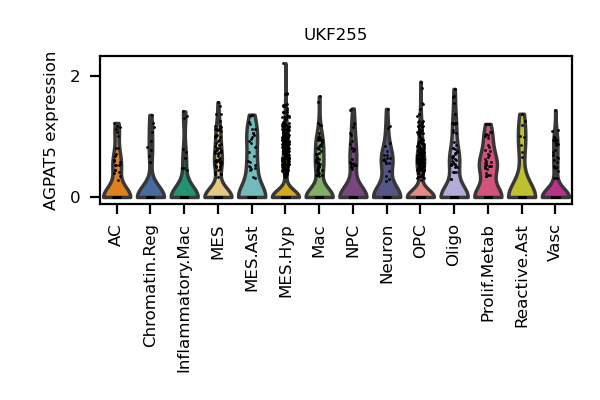 UKF255
AGPAT5 expression
2
0
AC
Chromatin.Reg
Inflammatory.Mac
MES
MES.Ast
MES.Hyp
Mac
NPC
Neuron
OPC
Oligo
Prolif.Metab
Reactive.Ast
Vasc